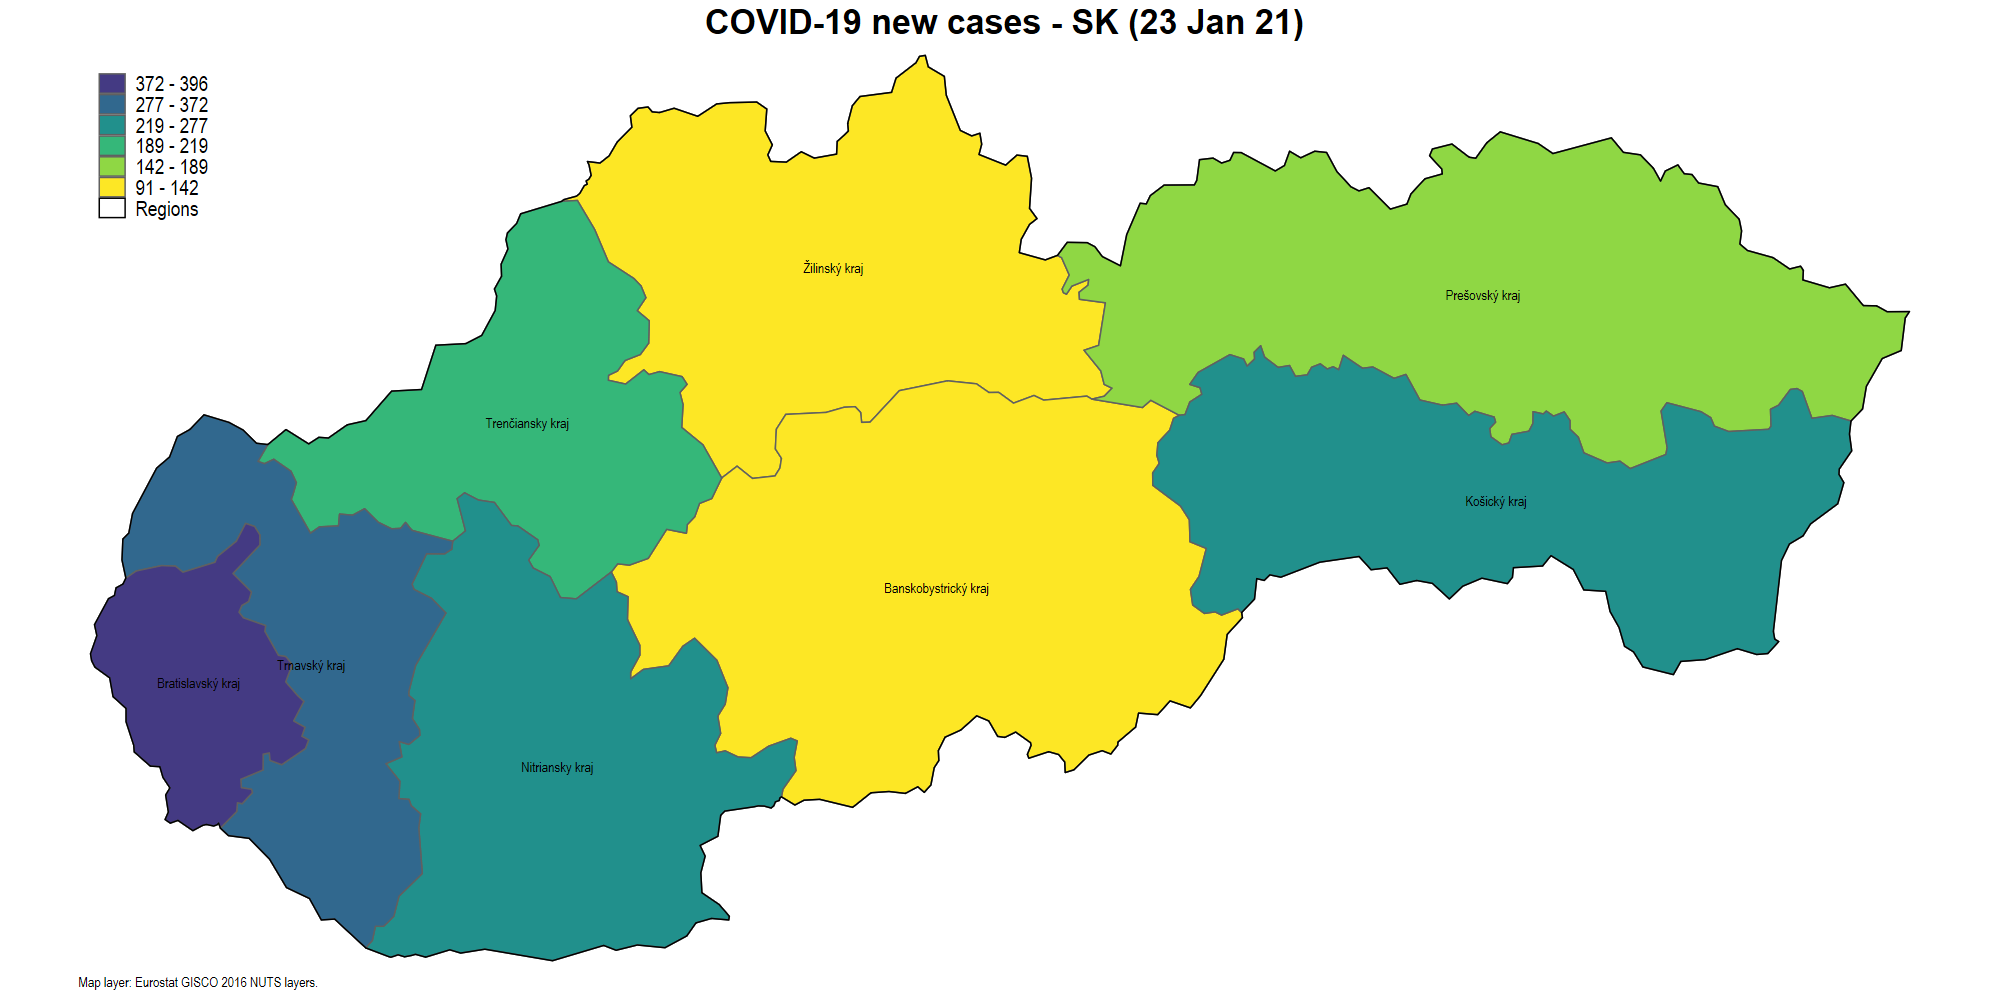 COVID-19 new cases - SK (23 Jan 21)
372 - 396
277 - 372
219 - 277
189 - 219
142 - 189
91 - 142
Regions
Žilinský kraj
Prešovský kraj
Trenčiansky kraj
Košický kraj
Banskobystrický kraj
Trnavský kraj
Bratislavský kraj
Nitriansky kraj
Map layer: Eurostat GISCO 2016 NUTS layers.